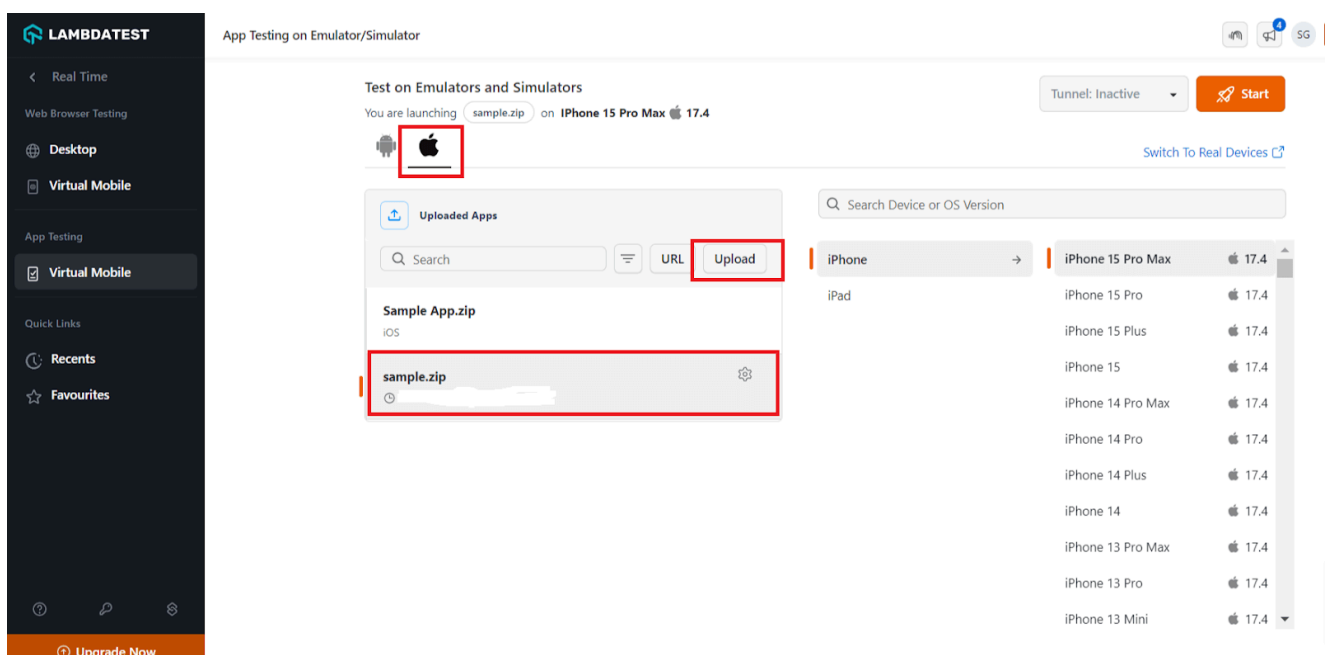 LAMBDATEST
App Testing on Emulator/Simulator
4
SG
Real Time
Web Browser Testing
Desktop
Virtual Mobile
App Testing
Virtual Mobile
Quick Links
Recents
Favourites
Upgrade Now
Test on Emulators and Simulators
You are launching sample.zip on IPhone 15 Pro Max 17.4
Tunnel: Inactive
Start
Switch To Real Devices
Uploaded Apps
Search
URL
Upload
Sample App.zip
iOS
sample.zip
Search Device or OS Version
iPhone
iPad
iPhone 15 Pro Max 17.4
iPhone 15 Pro 17.4
iPhone 15 Plus 17.4
iPhone 15 17.4
iPhone 14 Pro Max 17.4
iPhone 14 Pro 17.4
iPhone 14 Plus 17.4
iPhone 14 17.4
iPhone 13 Pro Max 17.4
iPhone 13 Pro 17.4
iPhone 13 Mini 17.4